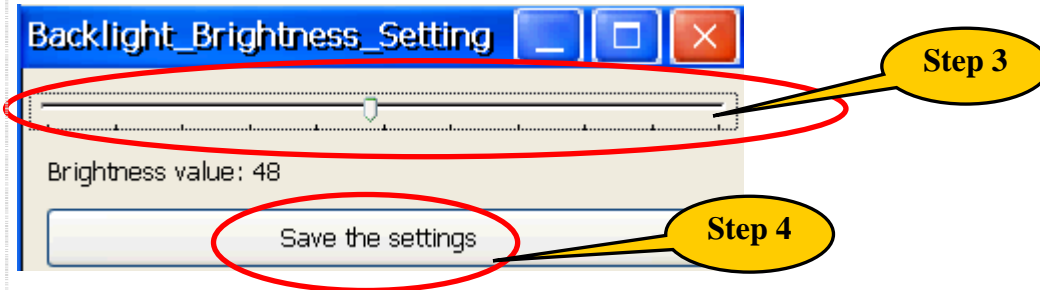 Backlight_Brightness_Setting
Step 3
Brightness value: 48
Save the settings
Step 4